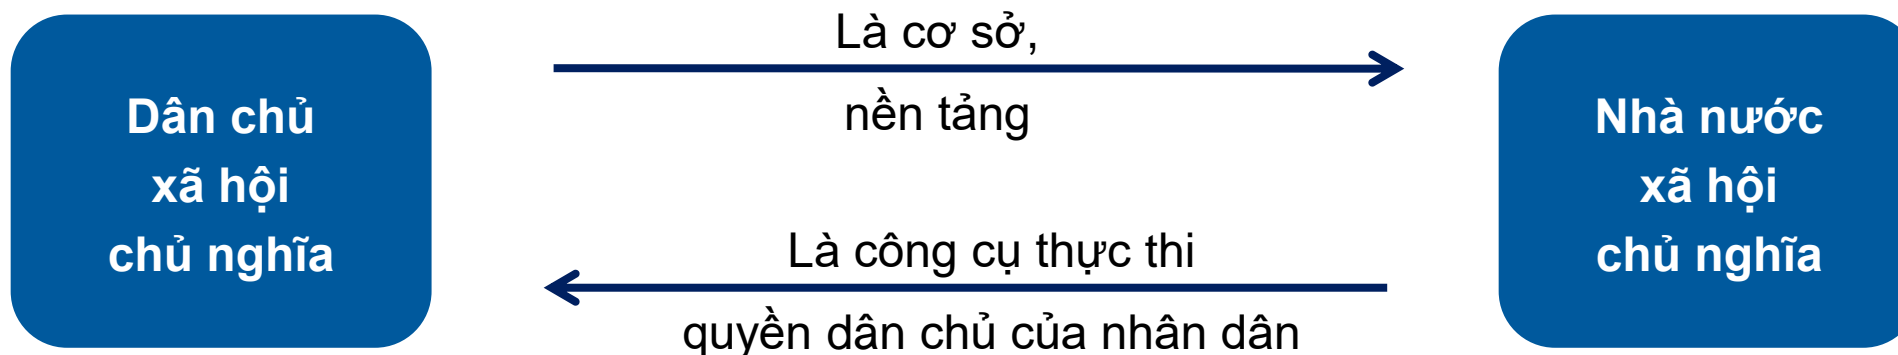 Dân chủ
xã hội
chủ nghĩa
Là cơ sở,
nền tảng
Là công cụ thực thi
quyền dân chủ của nhân dân
Nhà nước
xã hội
chủ nghĩa